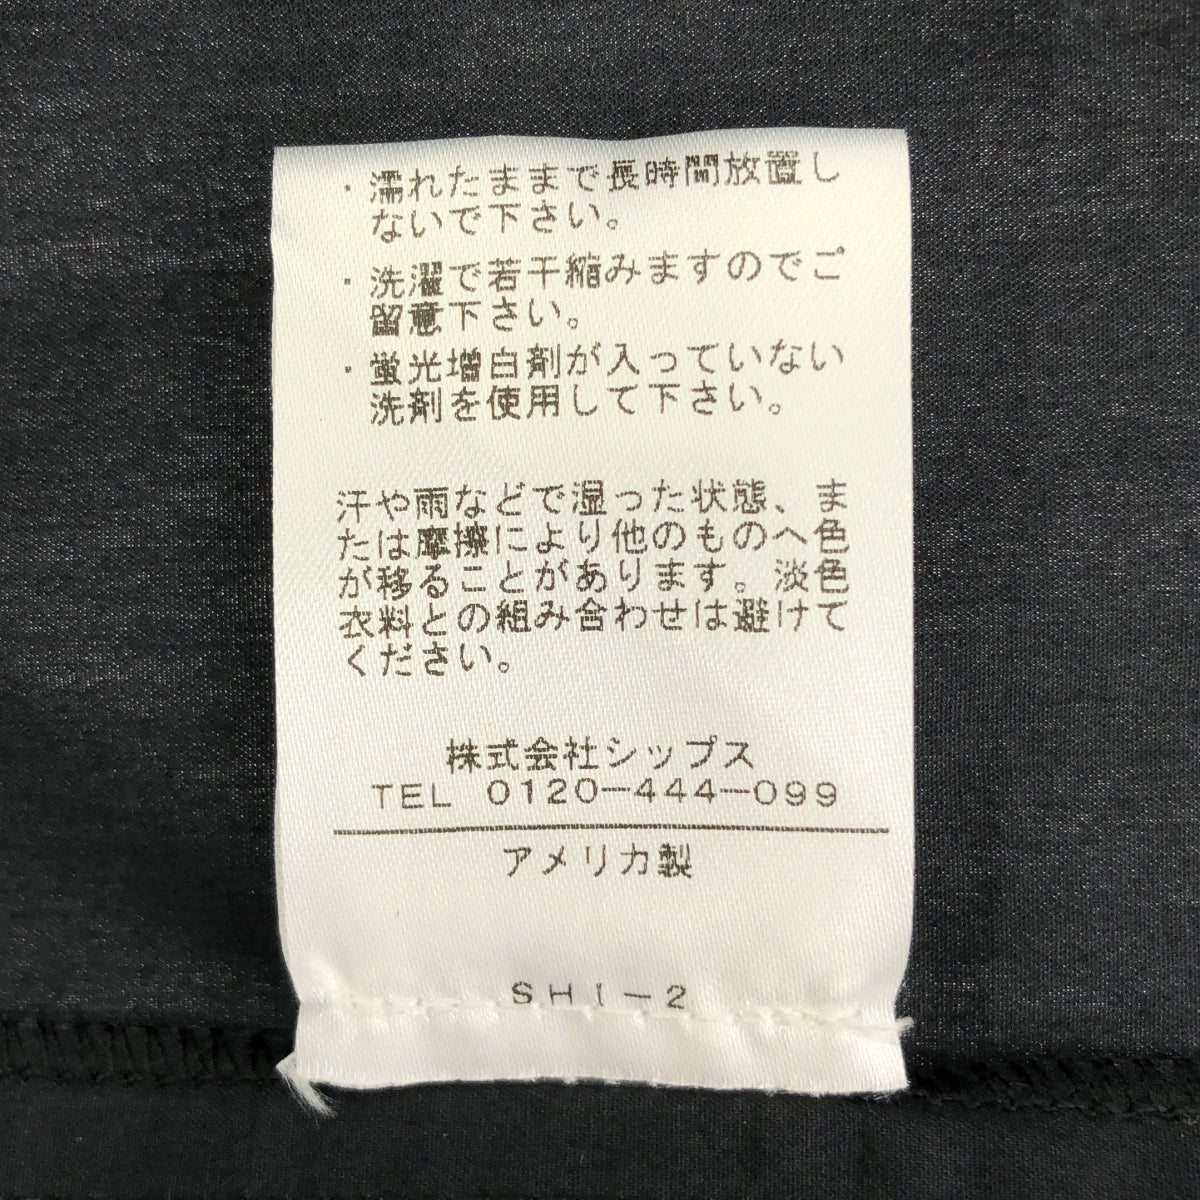 ・濡れたままで長時間放置し
ないで下さい。
・洗濯で若干縮みますのでご
留意下さい。
・蛍光増白剤が入っていない
洗剤を使用して下さい。
汗や雨などで湿った状態、ま
たは摩擦により他のものへ色
が移ることがあります。淡色
衣料との組み合わせは避けて
ください。
株式会社シップス
TEL 0120-444-099
アメリカ製
SHI-2